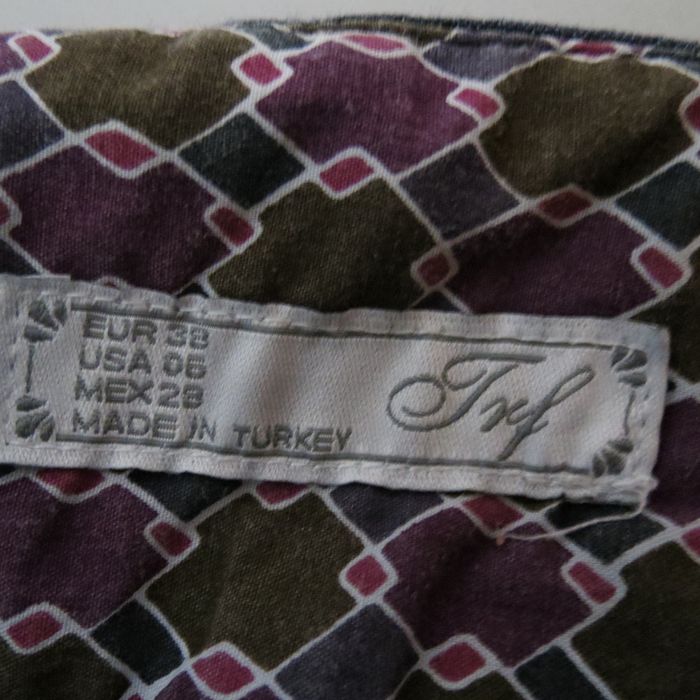 EUR 38
USA 06
MEX 28
MADE IN TURKEY
Trf